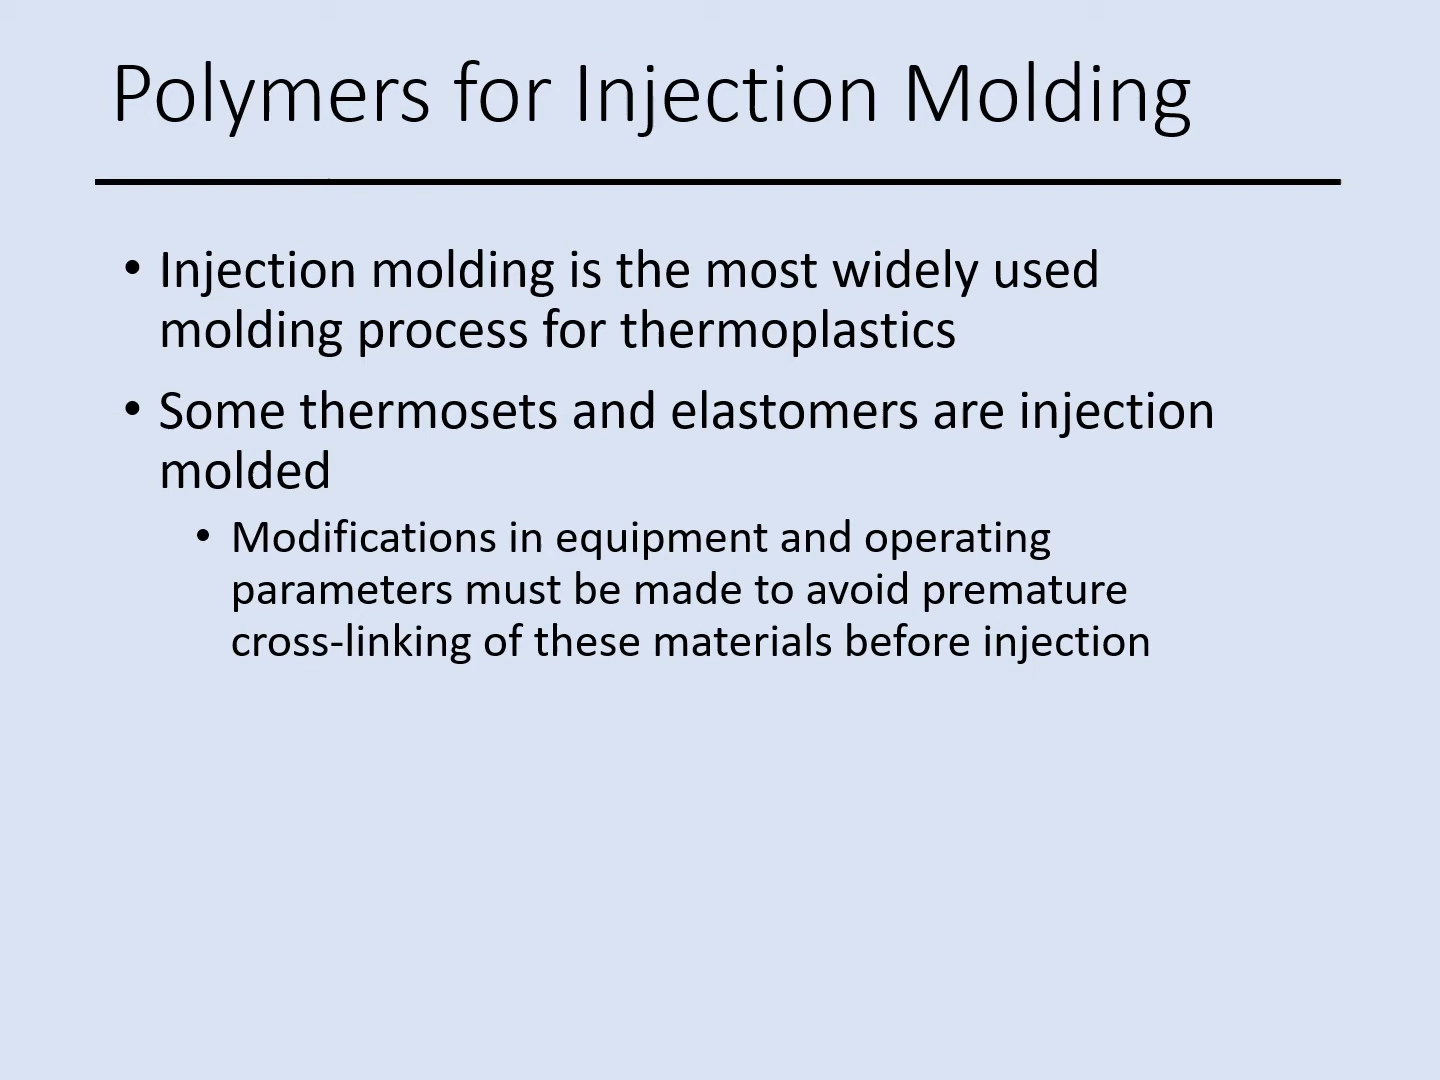 Polymers for Injection Molding
• Injection molding is the most widely used
molding process for thermoplastics
• Some thermosets and elastomers are injection
molded
• Modifications in equipment and operating
parameters must be made to avoid premature
cross-linking of these materials before injection